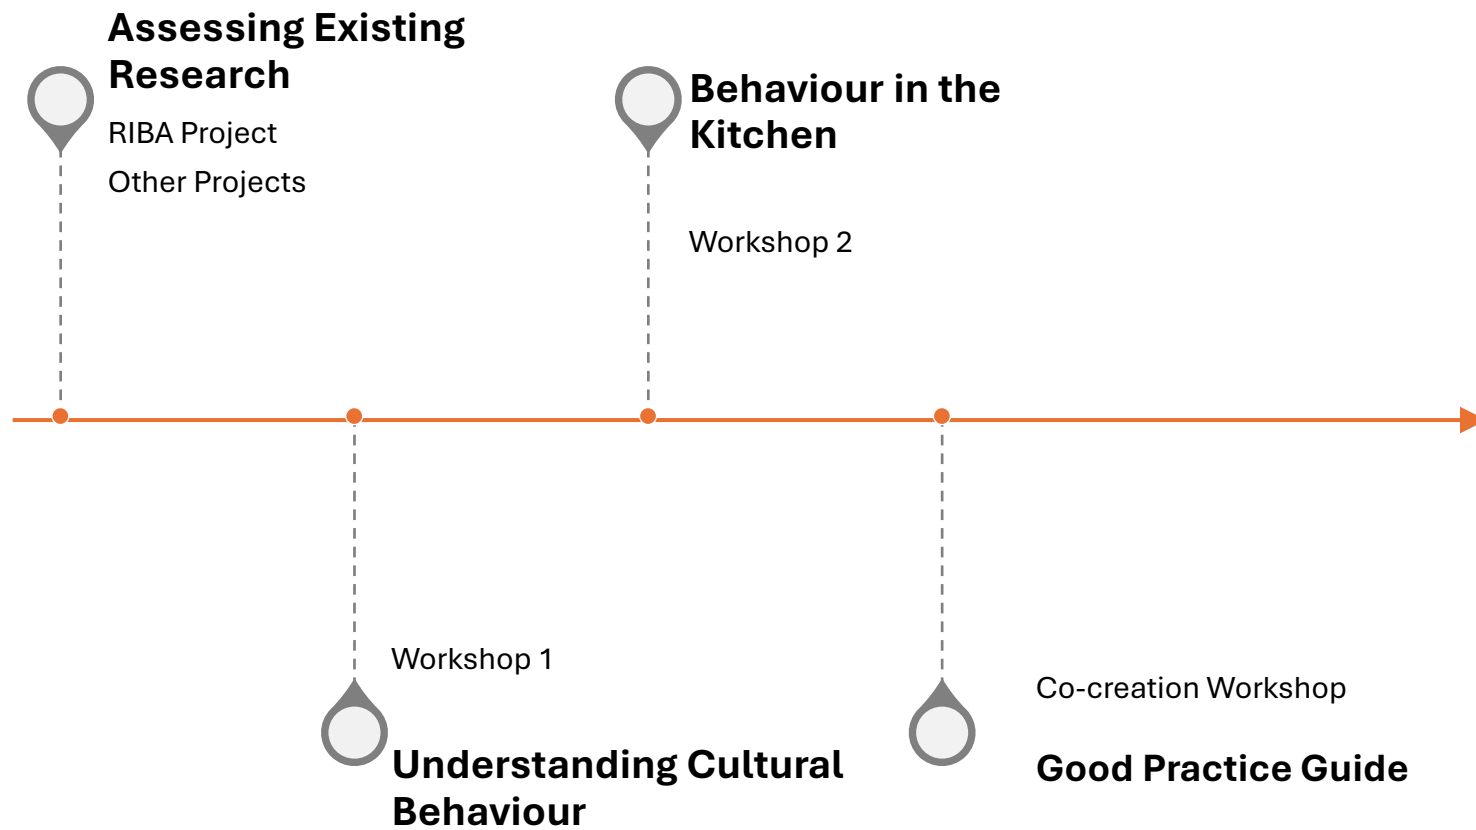 Assessing Existing
Research
RIBA Project
Other Projects
Behaviour in the
Kitchen
Workshop 2
Workshop 1
Understanding Cultural
Behaviour
Co-creation Workshop
Good Practice Guide